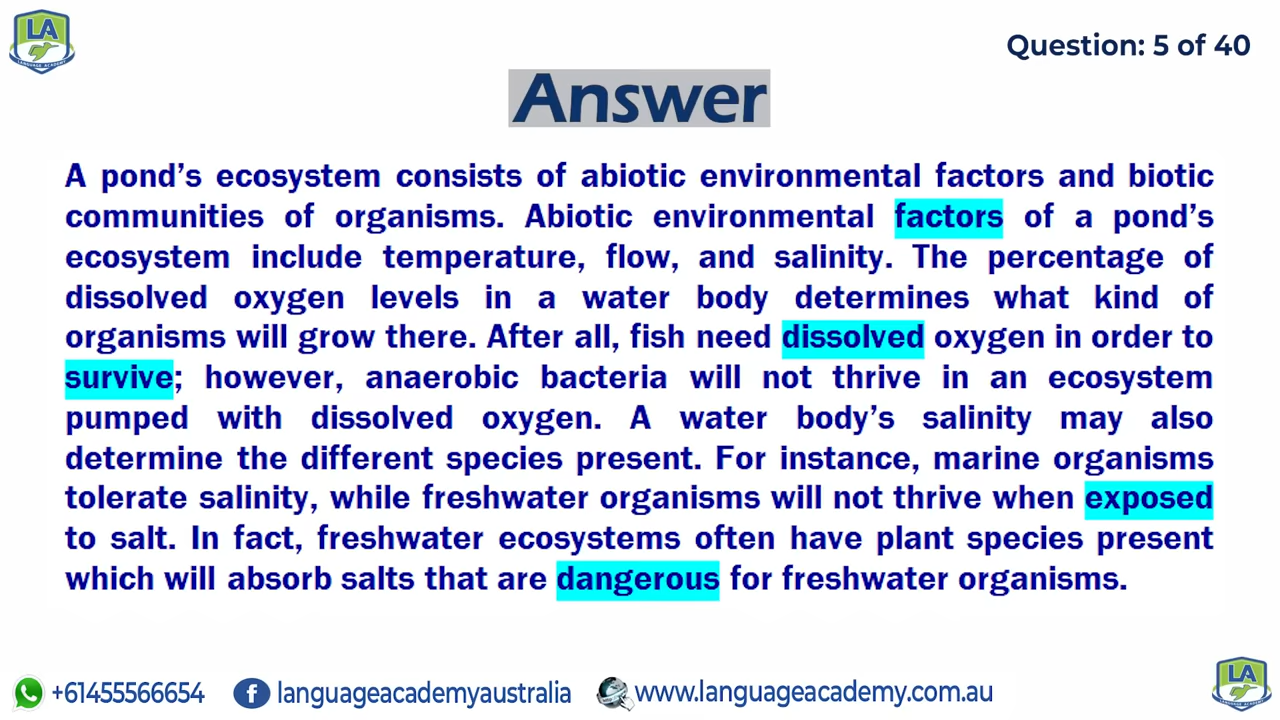 LA
LANGUAGE ACADEMY
Question: 5 of 40
Answer
A pond’s ecosystem consists of abiotic environmental factors and biotic
communities of organisms. Abiotic environmental factors of a pond’s
ecosystem include temperature, flow, and salinity. The percentage of
dissolved oxygen levels in a water body determines what kind of
organisms will grow there. After all, fish need dissolved oxygen in order to
survive; however, anaerobic bacteria will not thrive in an ecosystem
pumped with dissolved oxygen. A water body’s salinity may also
determine the different species present. For instance, marine organisms
tolerate salinity, while freshwater organisms will not thrive when exposed
to salt. In fact, freshwater ecosystems often have plant species present
which will absorb salts that are dangerous for freshwater organisms.
+61455566654 languageacademyaustralia www.languageacademy.com.au
LA
LANGUAGE ACADEMY